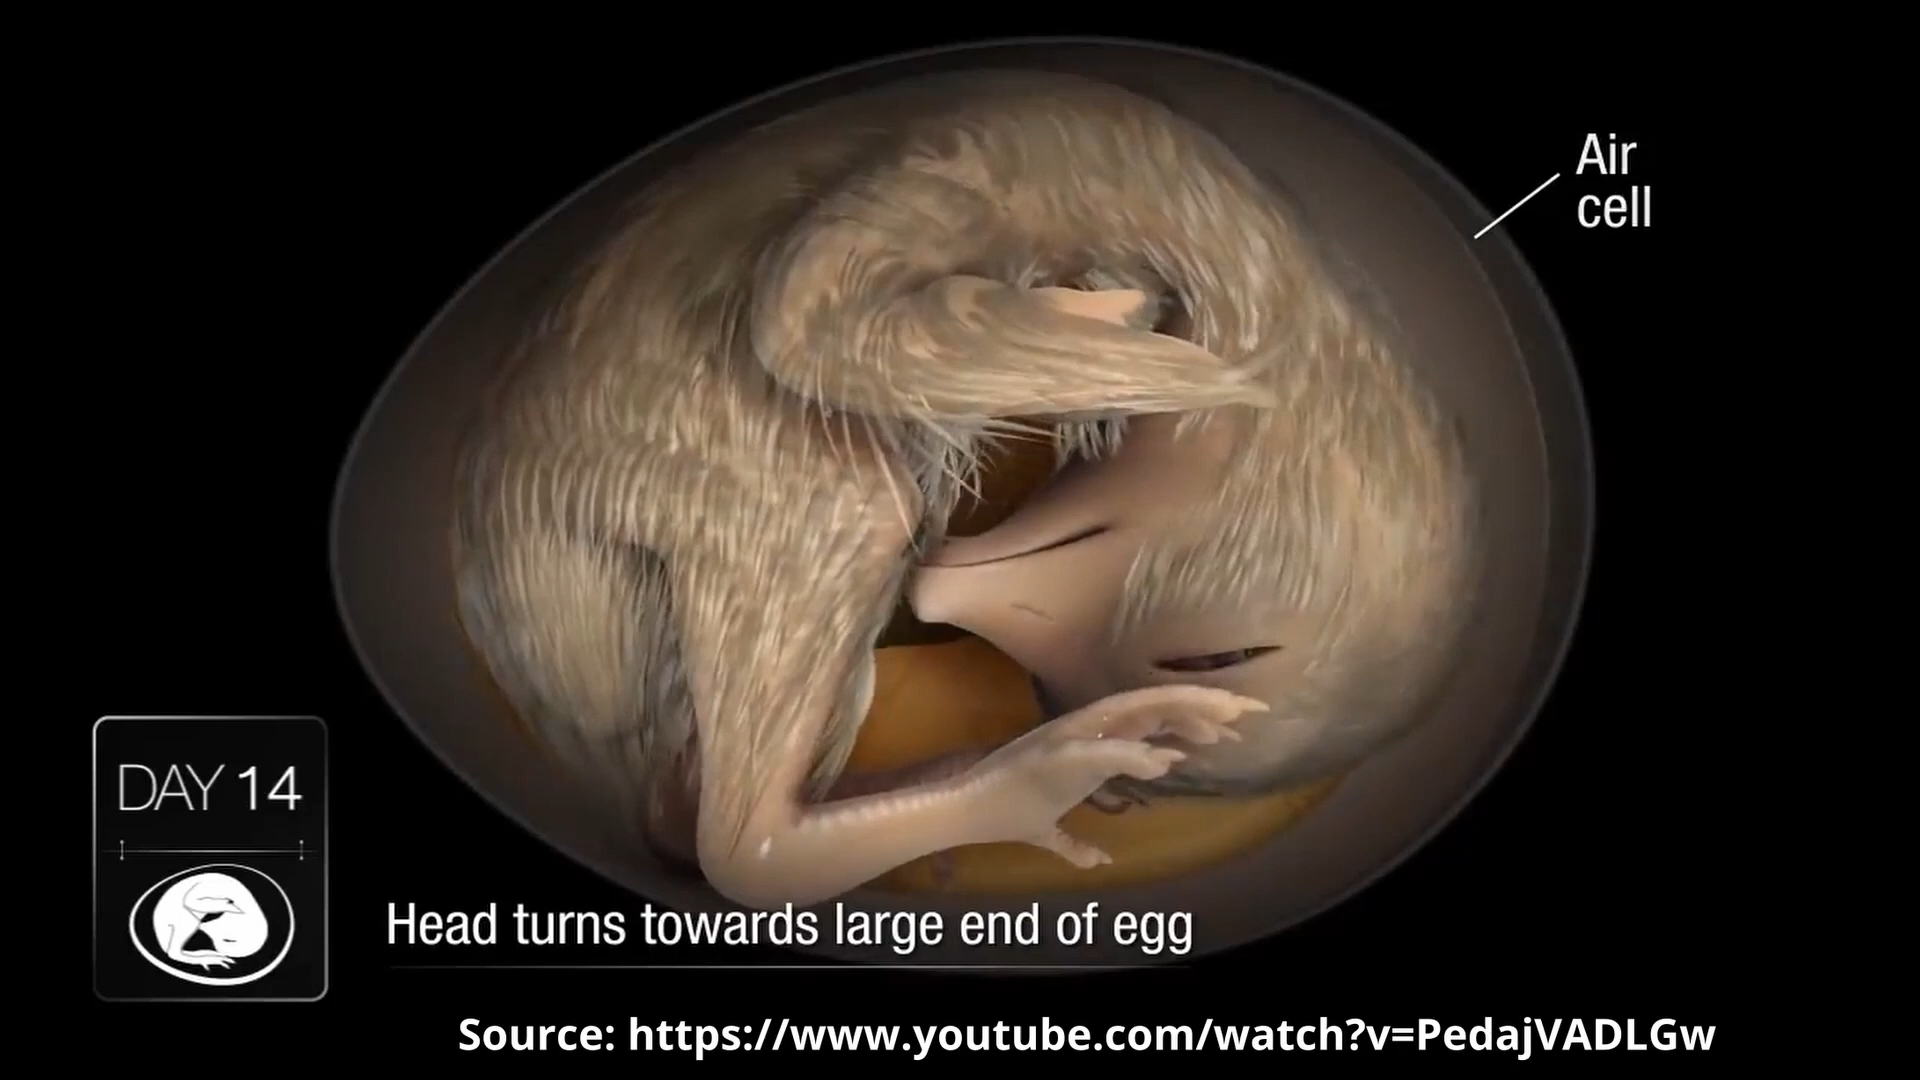 Air
cell
DAY 14
Head turns towards large end of egg
Source: https://www.youtube.com/watch?v=PedajVADLGw